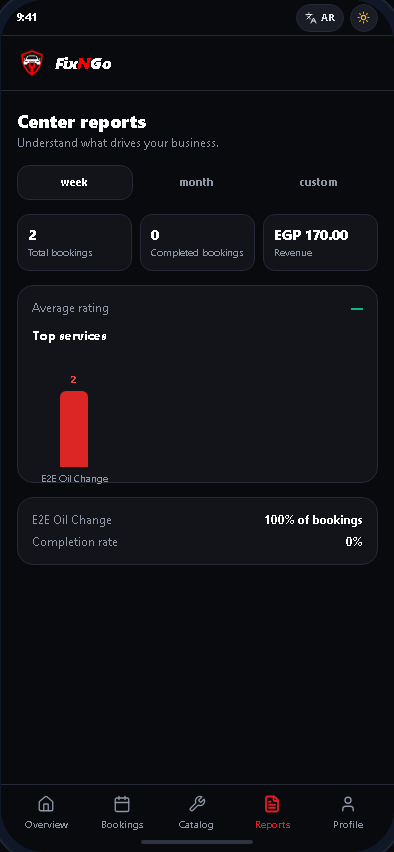 9:41
AR
FixNGo
Center reports
Understand what drives your business.
week month custom
2 0 EGP 170.00
Total bookings Completed bookings Revenue
Average rating —
Top services
2
E2E Oil Change
E2E Oil Change 100% of bookings
Completion rate 0%
Overview Bookings Catalog Reports Profile